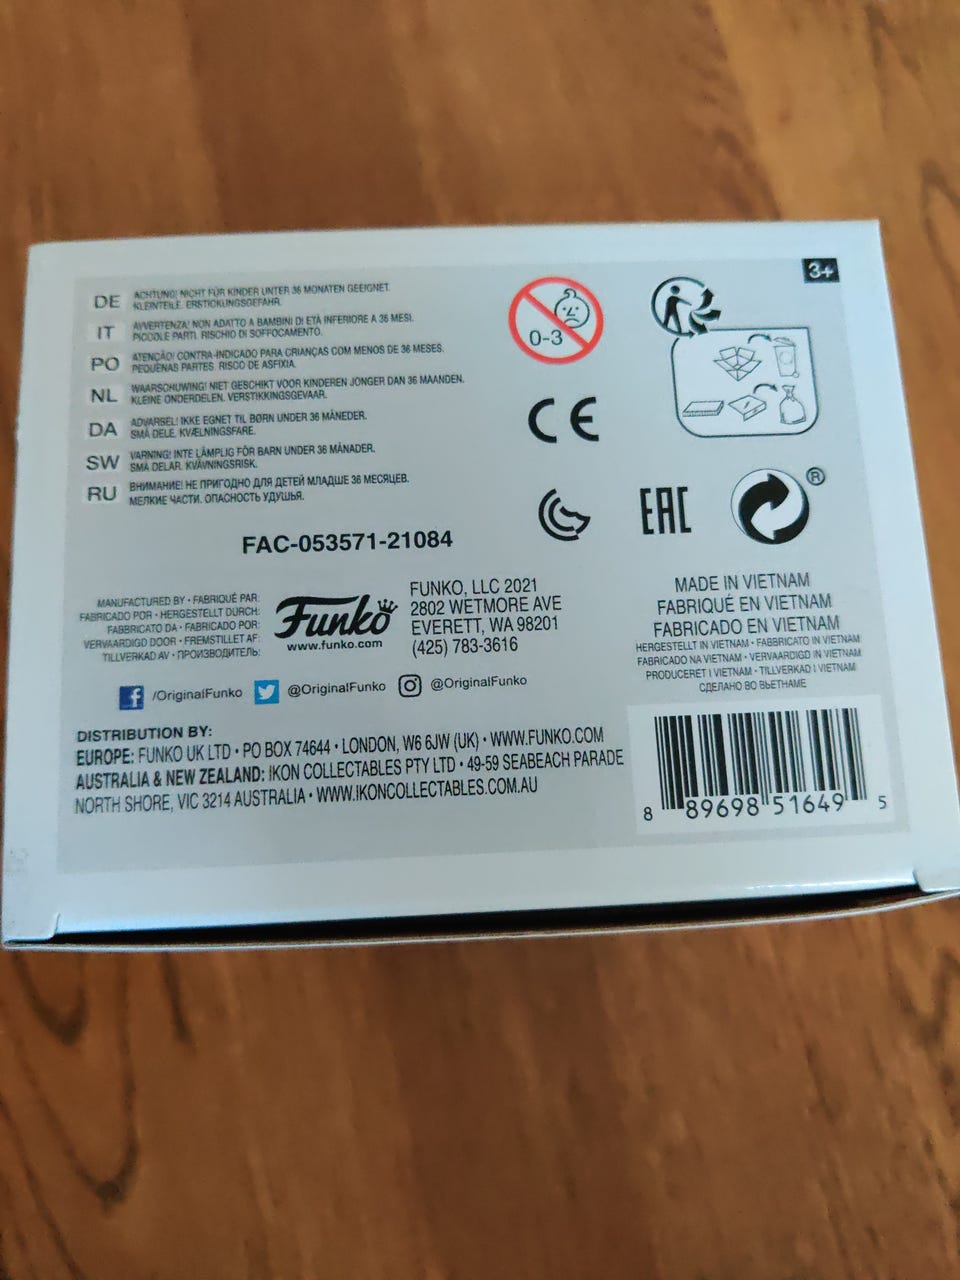 3+
DE ACHTUNG! NICHT FÜR KINDER UNTER 36 MONATEN GEEIGNET.
KLEINTEILE. ERSTICKUNGSGEFAHR.
IT AVVERTENZA! NON ADATTO A BAMBINI DI ETÀ INFERIORE A 36 MESI.
PICCOLE PARTI. RISCHIO DI SOFFOCAMENTO.
PO ATENÇÃO! CONTRA-INDICADO PARA CRIANÇAS COM MENOS DE 36 MESES.
PEQUENAS PARTES. RISCO DE ASFIXIA.
NL WAARSCHUWING! NIET GESCHIKT VOOR KINDEREN JONGER DAN 36 MAANDEN.
KLEINE ONDERDELEN. VERSTIKKINGSGEVAAR.
DA ADVARSEL! IKKE EGNET TIL BØRN UNDER 36 MÅNEDER.
SMÅ DELE. KVÆLNINGSFARE.
SW VARNING! INTE LÄMPLIG FÖR BARN UNDER 36 MÅNADER.
SMÅ DELAR. KVÄVNINGSRISK.
RU ВНИМАНИЕ! НЕ ПРИГОДНО ДЛЯ ДЕТЕЙ МЛАДШЕ 36 МЕСЯЦЕВ.
МЕЛКИЕ ЧАСТИ. ОПАСНОСТЬ УДУШЬЯ.
0-3
CE
EAC
®
FAC-053571-21084
MANUFACTURED BY • FABRIQUÉ PAR:
FABRICADO POR • HERGESTELLT DURCH:
FABBRICATO DA • FABRICADO POR:
VERVAARDIGD DOOR • FREMSTILLET AF:
TILLVERKAD AV • ПРОИЗВОДИТЕЛЬ:
Funko
www.funko.com
FUNKO, LLC 2021
2802 WETMORE AVE
EVERETT, WA 98201
(425) 783-3616
MADE IN VIETNAM
FABRIQUÉ EN VIETNAM
FABRICADO EN VIETNAM
HERGESTELLT IN VIETNAM • FABBRICATO IN VIETNAM
FABRICADO NA VIETNAM • VERVAARDIGD IN VIETNAM
PRODUCERET I VIETNAM • TILLVERKAD I VIETNAM
СДЕЛАНО ВО ВЬЕТНАМЕ
f /OriginalFunko @OriginalFunko @OriginalFunko
DISTRIBUTION BY:
EUROPE: FUNKO UK LTD • PO BOX 74644 • LONDON, W6 6JW (UK) • WWW.FUNKO.COM
AUSTRALIA & NEW ZEALAND: IKON COLLECTABLES PTY LTD • 49-59 SEABEACH PARADE
NORTH SHORE, VIC 3214 AUSTRALIA • WWW.IKONCOLLECTABLES.COM.AU
8 89698 51649 5